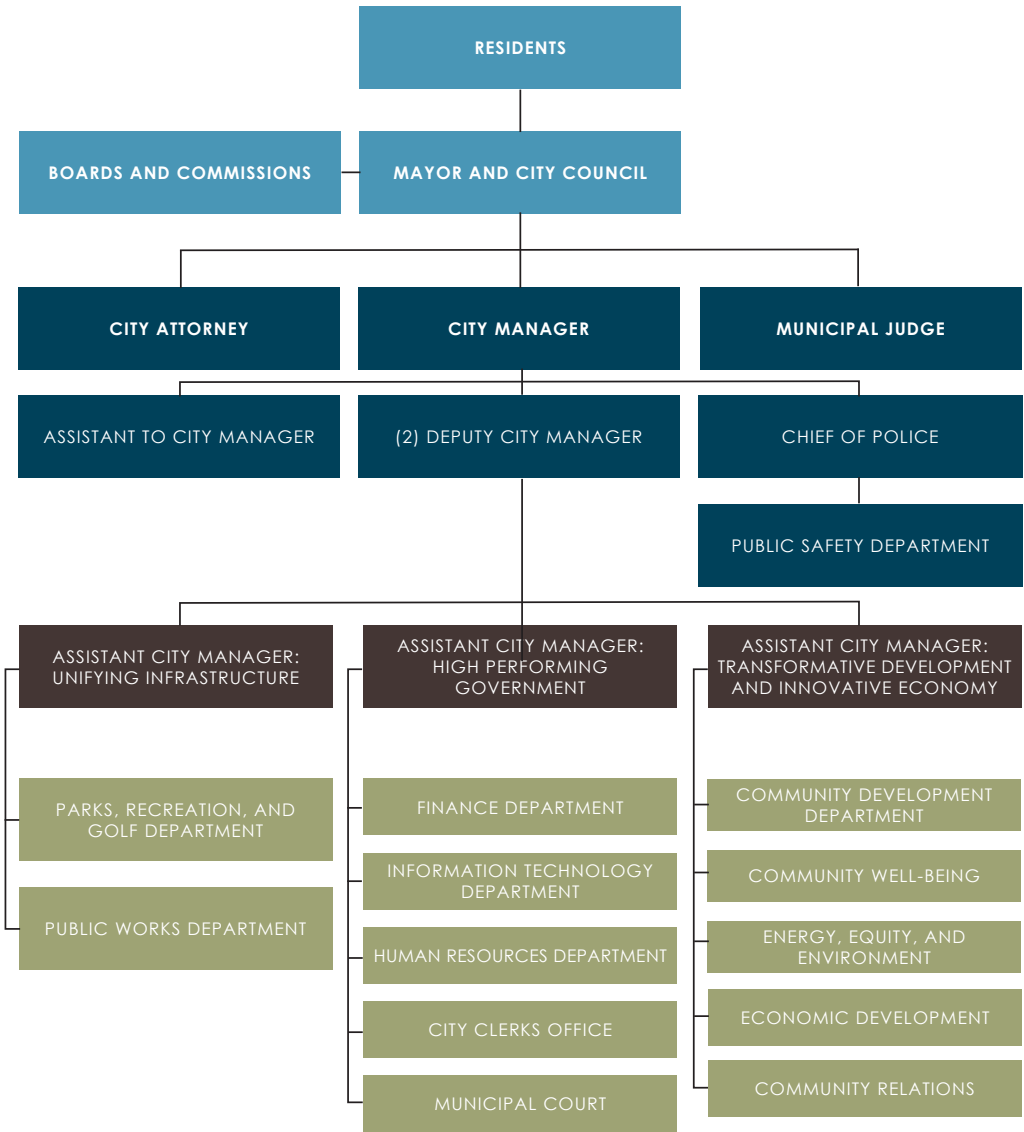 RESIDENTS
BOARDS AND COMMISSIONS
MAYOR AND CITY COUNCIL
CITY ATTORNEY
CITY MANAGER
MUNICIPAL JUDGE
ASSISTANT TO CITY MANAGER
(2) DEPUTY CITY MANAGER
CHIEF OF POLICE
PUBLIC SAFETY DEPARTMENT
ASSISTANT CITY MANAGER:
UNIFYING INFRASTRUCTURE
PARKS, RECREATION, AND
GOLF DEPARTMENT
PUBLIC WORKS DEPARTMENT
ASSISTANT CITY MANAGER:
HIGH PERFORMING
GOVERNMENT
FINANCE DEPARTMENT
INFORMATION TECHNOLOGY
DEPARTMENT
HUMAN RESOURCES DEPARTMENT
CITY CLERKS OFFICE
MUNICIPAL COURT
ASSISTANT CITY MANAGER:
TRANSFORMATIVE DEVELOPMENT
AND INNOVATIVE ECONOMY
COMMUNITY DEVELOPMENT
DEPARTMENT
COMMUNITY WELL-BEING
ENERGY, EQUITY, AND
ENVIRONMENT
ECONOMIC DEVELOPMENT
COMMUNITY RELATIONS